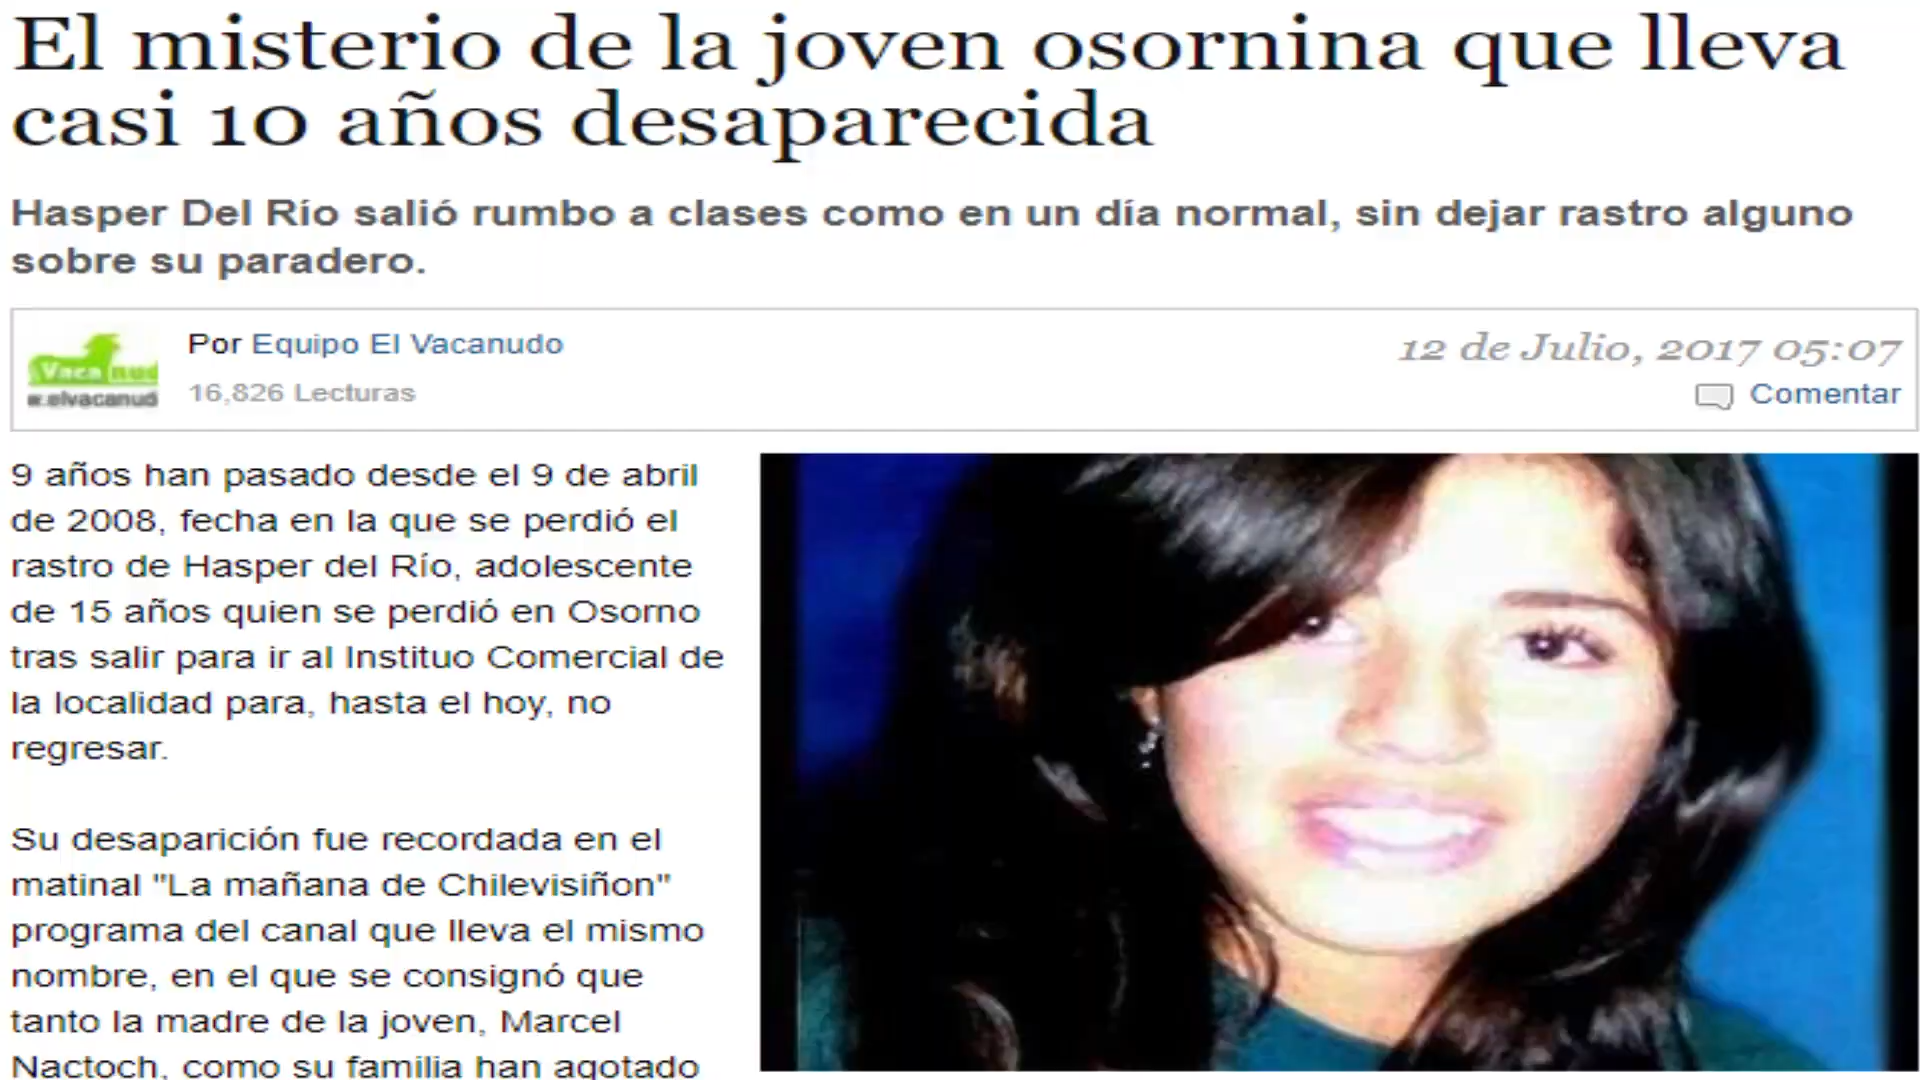 El misterio de la joven osornina que lleva
casi 10 años desaparecida
Hasper Del Río salió rumbo a clases como en un día normal, sin dejar rastro alguno
sobre su paradero.
Vaca nud
w.elvacanud
Por Equipo El Vacanudo
16,826 Lecturas
12 de Julio, 2017 05:07
Comentar
9 años han pasado desde el 9 de abril
de 2008, fecha en la que se perdió el
rastro de Hasper del Río, adolescente
de 15 años quien se perdió en Osorno
tras salir para ir al Instituo Comercial de
la localidad para, hasta el hoy, no
regresar.
Su desaparición fue recordada en el
matinal "La mañana de Chilevisiñon"
programa del canal que lleva el mismo
nombre, en el que se consignó que
tanto la madre de la joven, Marcel
Nactoch, como su familia han agotado